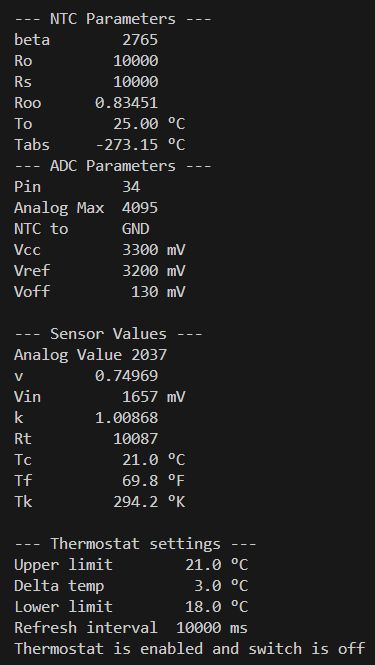 --- NTC Parameters ---
beta 2765
Ro 10000
Rs 10000
Roo 0.83451
To 25.00 ºC
Tabs -273.15 ºC
--- ADC Parameters ---
Pin 34
Analog Max 4095
NTC to GND
Vcc 3300 mV
Vref 3200 mV
Voff 130 mV

--- Sensor Values ---
Analog Value 2037
v 0.74969
Vin 1657 mV
k 1.00868
Rt 10087
Tc 21.0 ºC
Tf 69.8 ºF
Tk 294.2 ºK

--- Thermostat settings ---
Upper limit 21.0 ºC
Delta temp 3.0 ºC
Lower limit 18.0 ºC
Refresh interval 10000 ms
Thermostat is enabled and switch is off